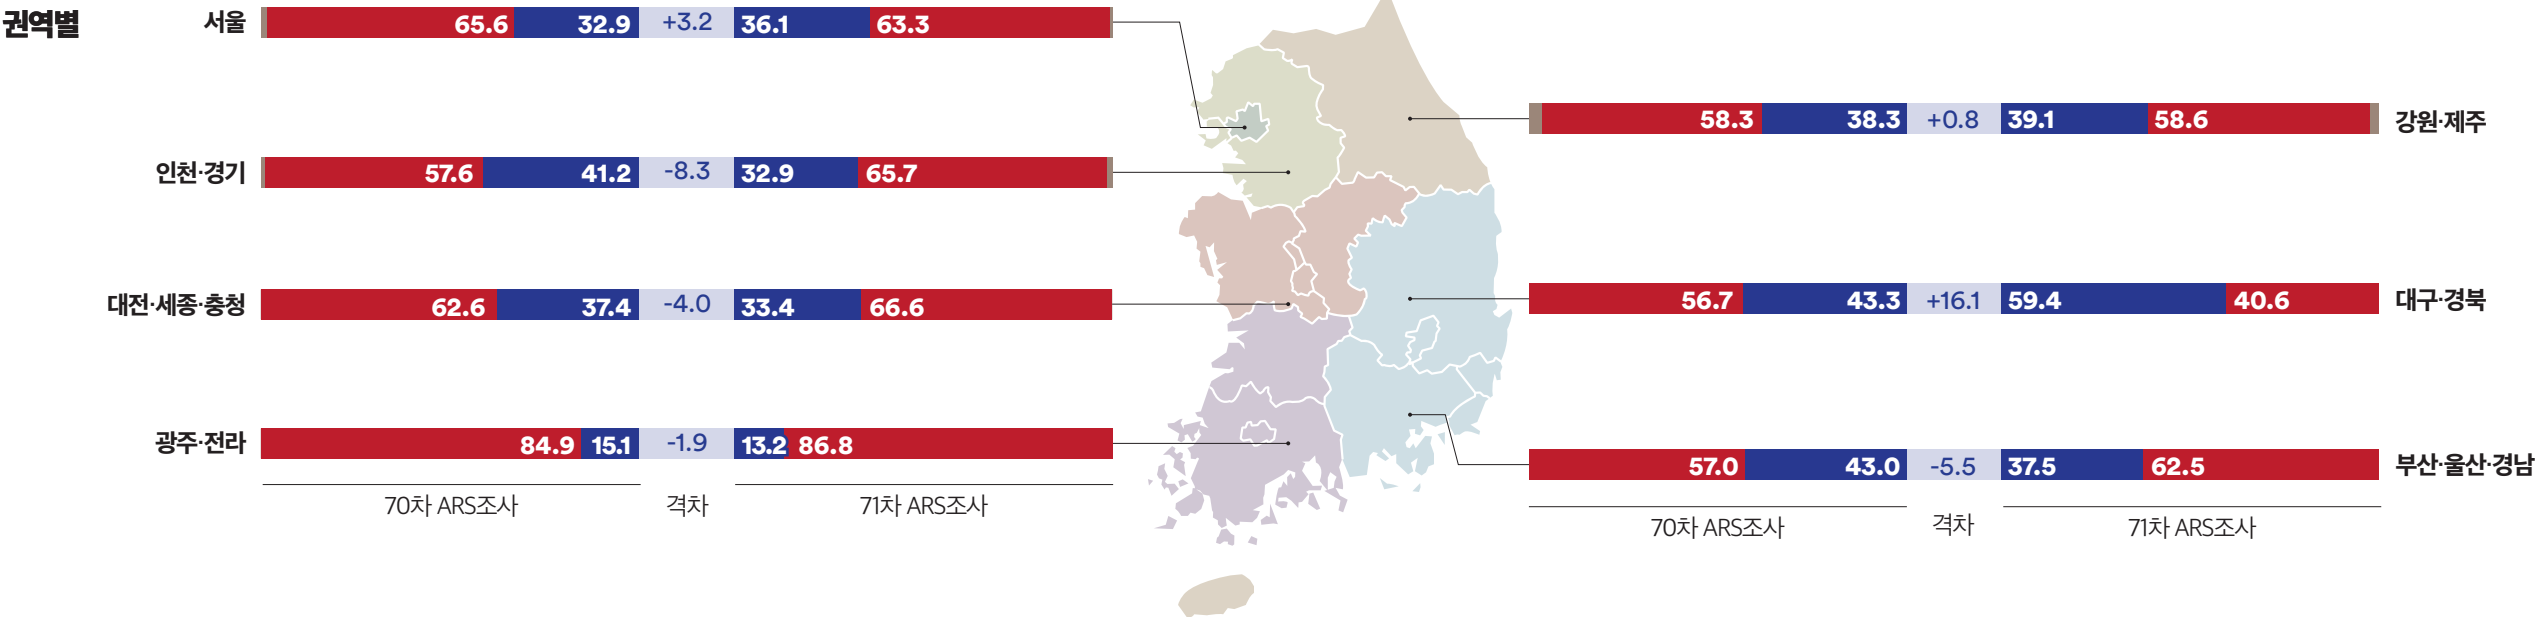 권역별
서울 65.6 32.9 +3.2 36.1 63.3
인천·경기 57.6 41.2 -8.3 32.9 65.7
대전·세종·충청 62.6 37.4 -4.0 33.4 66.6
광주·전라 84.9 15.1 -1.9 13.2 86.8
70차 ARS조사 격차 71차 ARS조사
58.3 38.3 +0.8 39.1 58.6 강원·제주
56.7 43.3 +16.1 59.4 40.6 대구·경북
57.0 43.0 -5.5 37.5 62.5 부산·울산·경남
70차 ARS조사 격차 71차 ARS조사